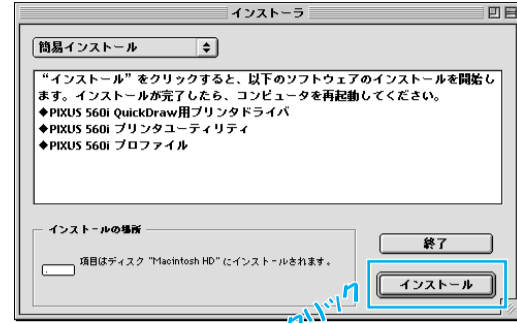 インストーラ
簡易インストール
“インストール”をクリックすると、以下のソフトウェアのインストールを開始し
ます。インストールが完了したら、コンピュータを再起動してください。
◆PIXUS 560i QuickDraw用プリンタドライバ
◆PIXUS 560i プリンタユーティリティ
◆PIXUS 560i プロファイル
インストールの場所
項目はディスク "Macintosh HD" にインストールされます。
終了
インストール
クリック